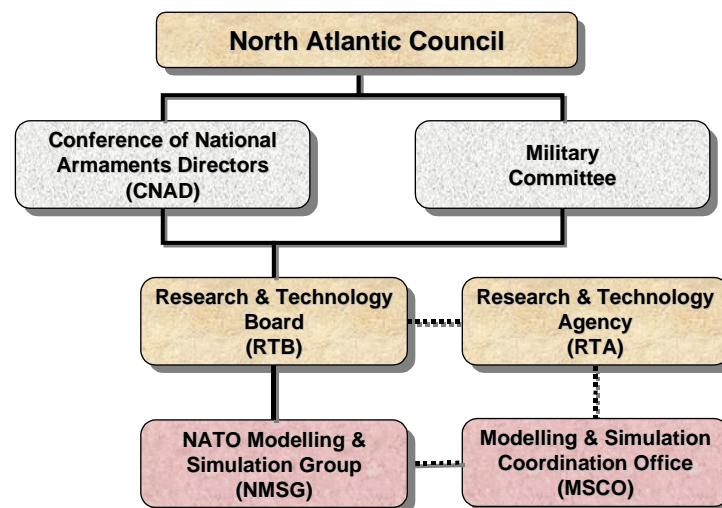 North Atlantic Council
Conference of National
Armaments Directors
(CNAD)
Military
Committee
Research & Technology
Board
(RTB)
Research & Technology
Agency
(RTA)
NATO Modelling &
Simulation Group
(NMSG)
Modelling & Simulation
Coordination Office
(MSCO)